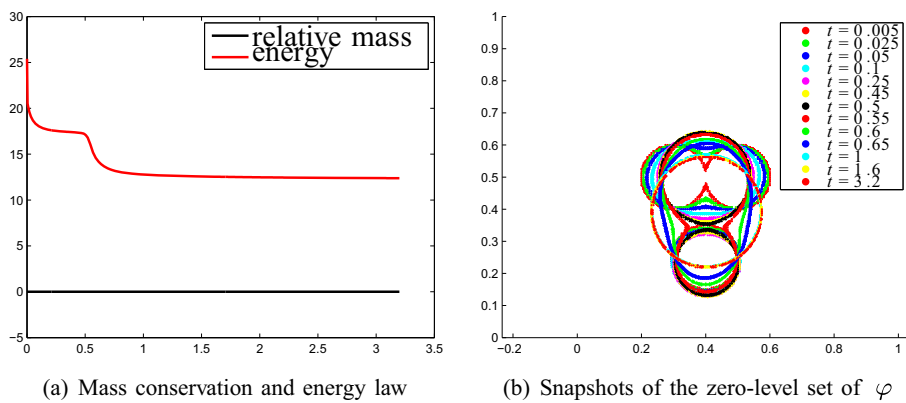 30
25
20
15
10
5
0
−5
0 0.5 1 1.5 2 2.5 3 3.5
relative mass
energy
(a) Mass conservation and energy law
1
0.9
0.8
0.7
0.6
0.5
0.4
0.3
0.2
0.1
0
−0.2 0 0.2 0.4 0.6 0.8 1
t = 0.005
t = 0.025
t = 0.05
t = 0.1
t = 0.25
t = 0.45
t = 0.5
t = 0.55
t = 0.6
t = 0.65
t = 1
t = 1.6
t = 3.2
(b) Snapshots of the zero-level set of φ